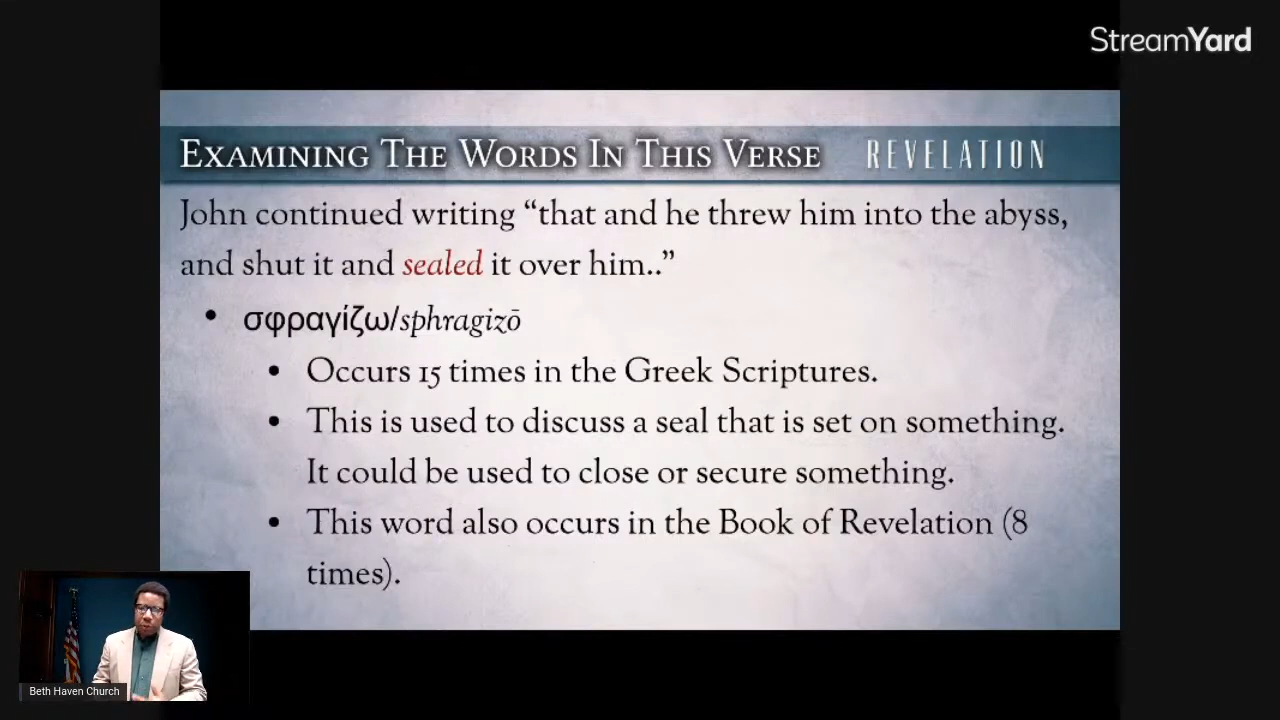 StreamYard
Examining The Words In This Verse REVELATION
John continued writing “that and he threw him into the abyss,
and shut it and sealed it over him..”
• σφραγίζω/sphragizō
• Occurs 15 times in the Greek Scriptures.
• This is used to discuss a seal that is set on something.
It could be used to close or secure something.
• This word also occurs in the Book of Revelation (8
times).
Beth Haven Church